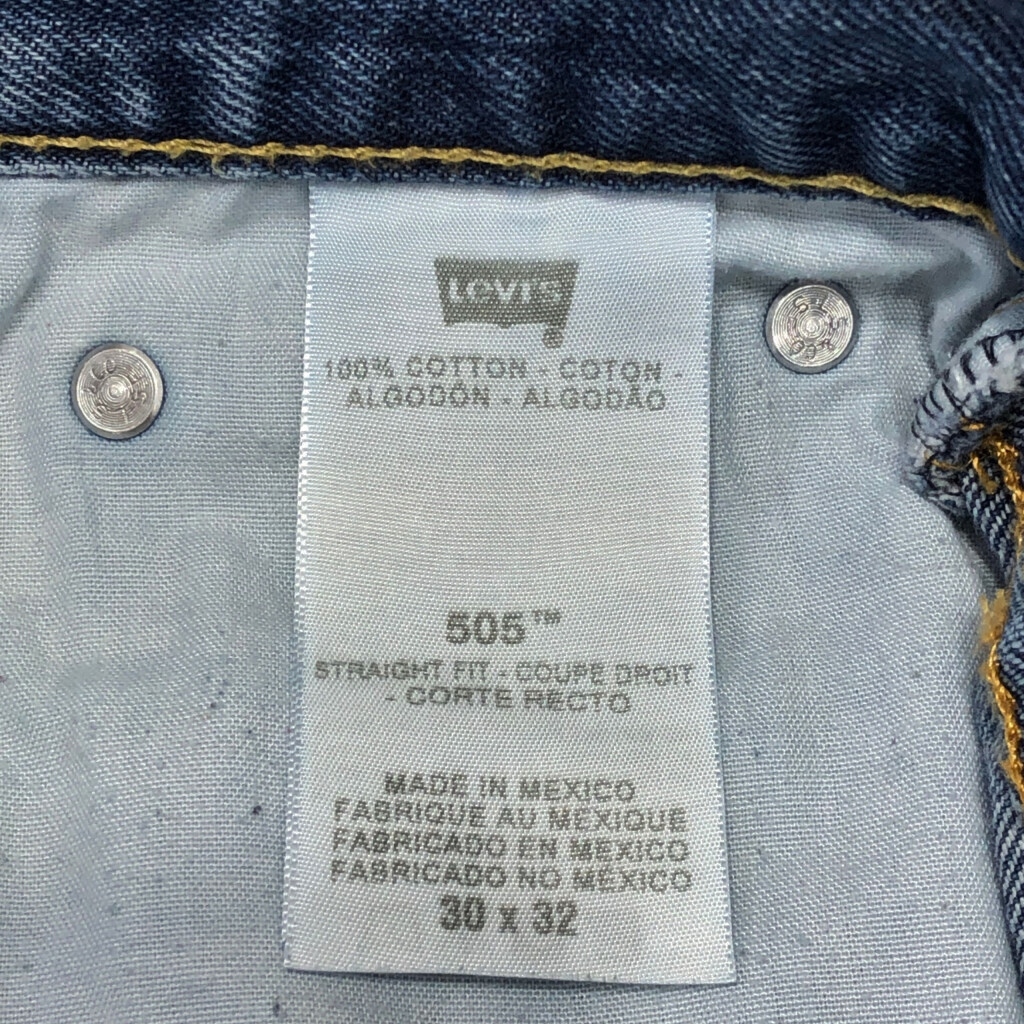 Levi's
100% COTTON - COTON -
ALGODÓN - ALGODÃO
505™
STRAIGHT FIT - COUPE DROIT
- CORTE RECTO
MADE IN MEXICO
FABRIQUE AU MEXIQUE
FABRICADO EN MEXICO
FABRICADO NO MÉXICO
30 x 32